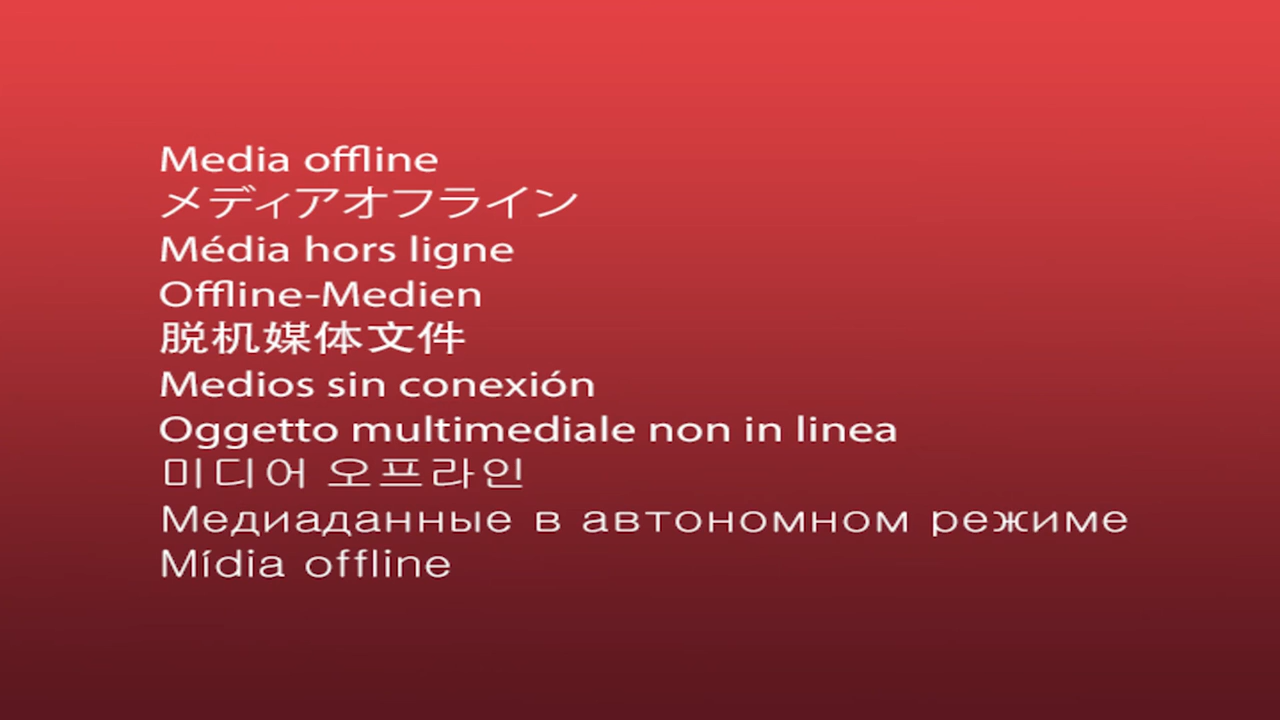 Media offline
メディアオフライン
Média hors ligne
Offline-Medien
脱机媒体文件
Medios sin conexión
Oggetto multimediale non in linea
미디어 오프라인
Медиаданные в автономном режиме
Mídia offline